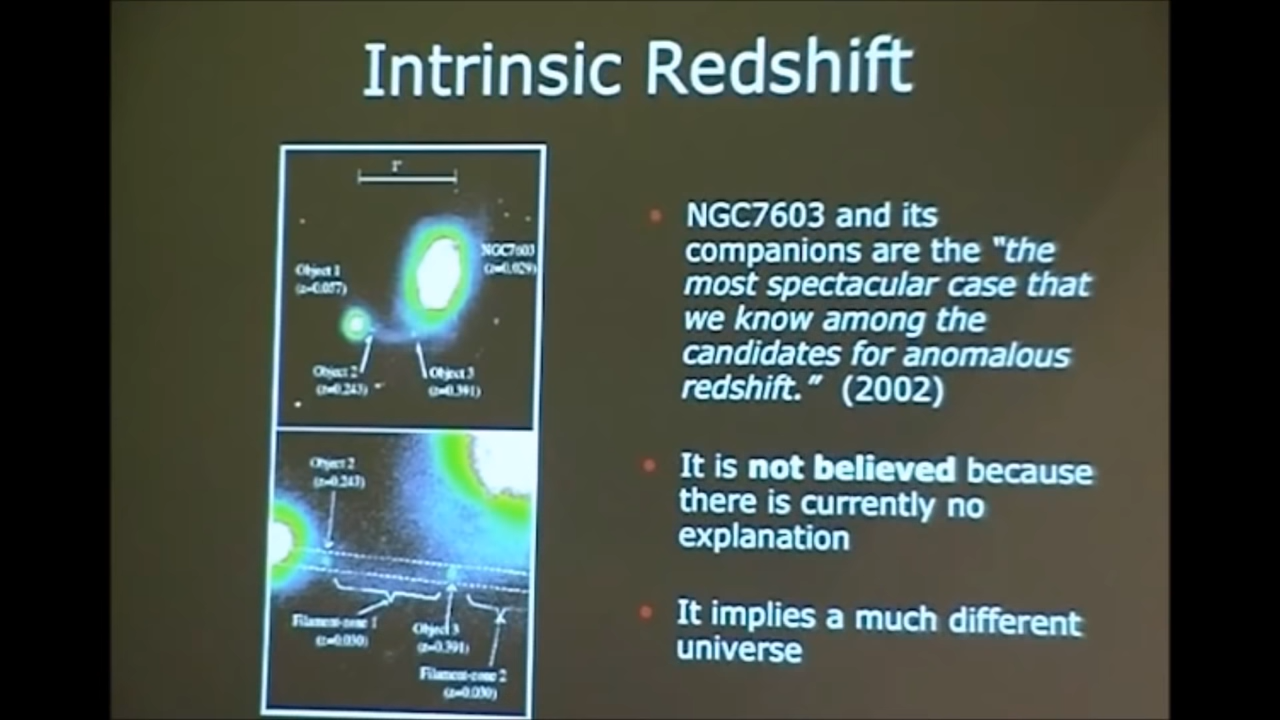 Intrinsic Redshift
1'
NGC7603
(z=0.029)
Object 1
(z=0.057)
Object 2
(z=0.243)
Object 3
(z=0.391)
Object 2
(z=0.243)
Filament-zone 1
(z=0.030)
Object 3
(z=0.391)
Filament-zone 2
(z=0.030)
• NGC7603 and its
companions are the "the
most spectacular case that
we know among the
candidates for anomalous
redshift." (2002)
• It is not believed because
there is currently no
explanation
• It implies a much different
universe